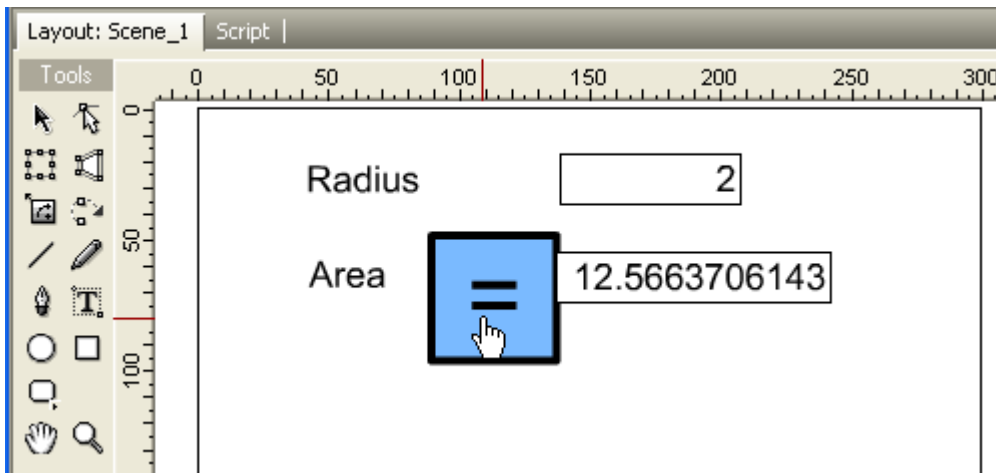 Layout: Scene_1 Script
Tools
0 50 100 150 200 250 300
0
Radius 2
50
Area = 12.5663706143
T
100